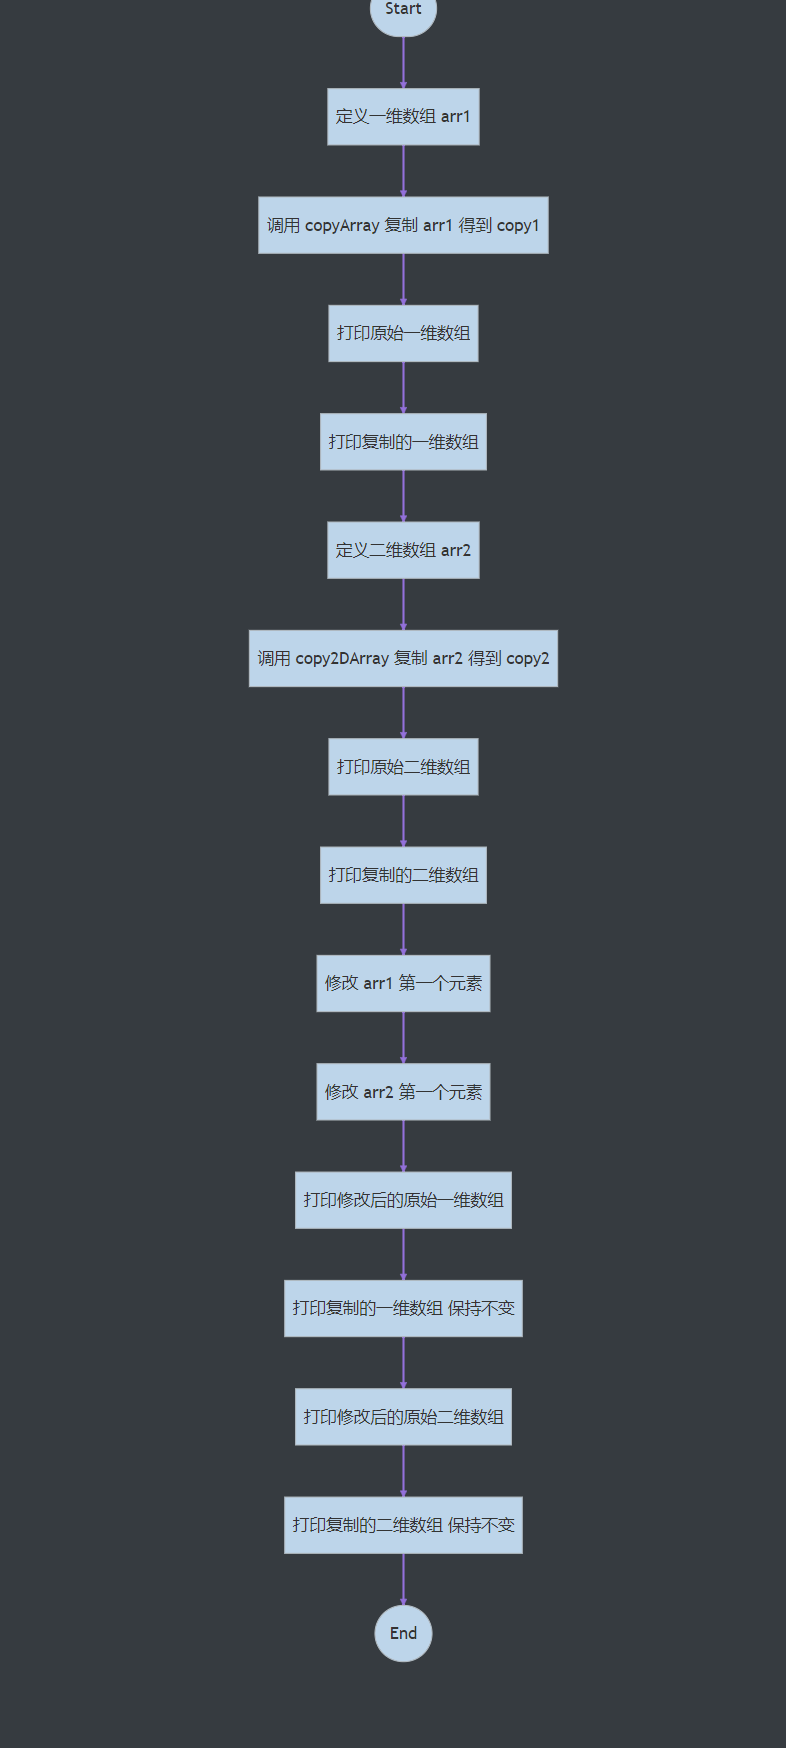 Start
定义一维数组 arr1
调用 copyArray 复制 arr1 得到 copy1
打印原始一维数组
打印复制的一维数组
定义二维数组 arr2
调用 copy2DArray 复制 arr2 得到 copy2
打印原始二维数组
打印复制的二维数组
修改 arr1 第一个元素
修改 arr2 第一个元素
打印修改后的原始一维数组
打印复制的一维数组 保持不变
打印修改后的原始二维数组
打印复制的二维数组 保持不变
End